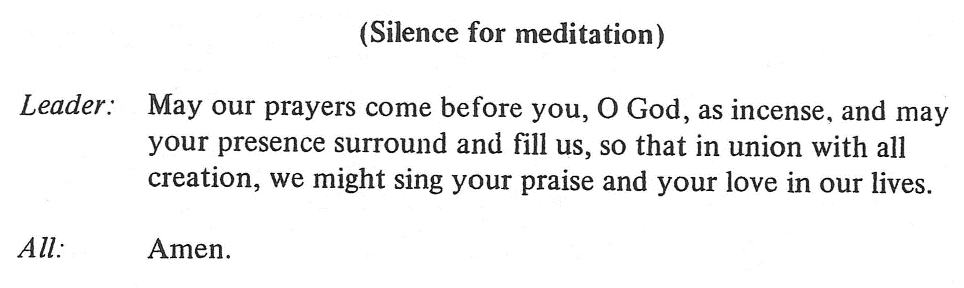 (Silence for meditation)
Leader: May our prayers come before you, O God, as incense, and may
your presence surround and fill us, so that in union with all
creation, we might sing your praise and your love in our lives.
All: Amen.